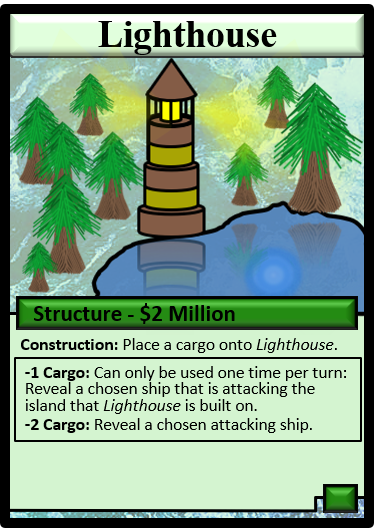 Lighthouse
Structure - $2 Million
Construction: Place a cargo onto Lighthouse.
-1 Cargo: Can only be used one time per turn:
Reveal a chosen ship that is attacking the
island that Lighthouse is built on.
-2 Cargo: Reveal a chosen attacking ship.